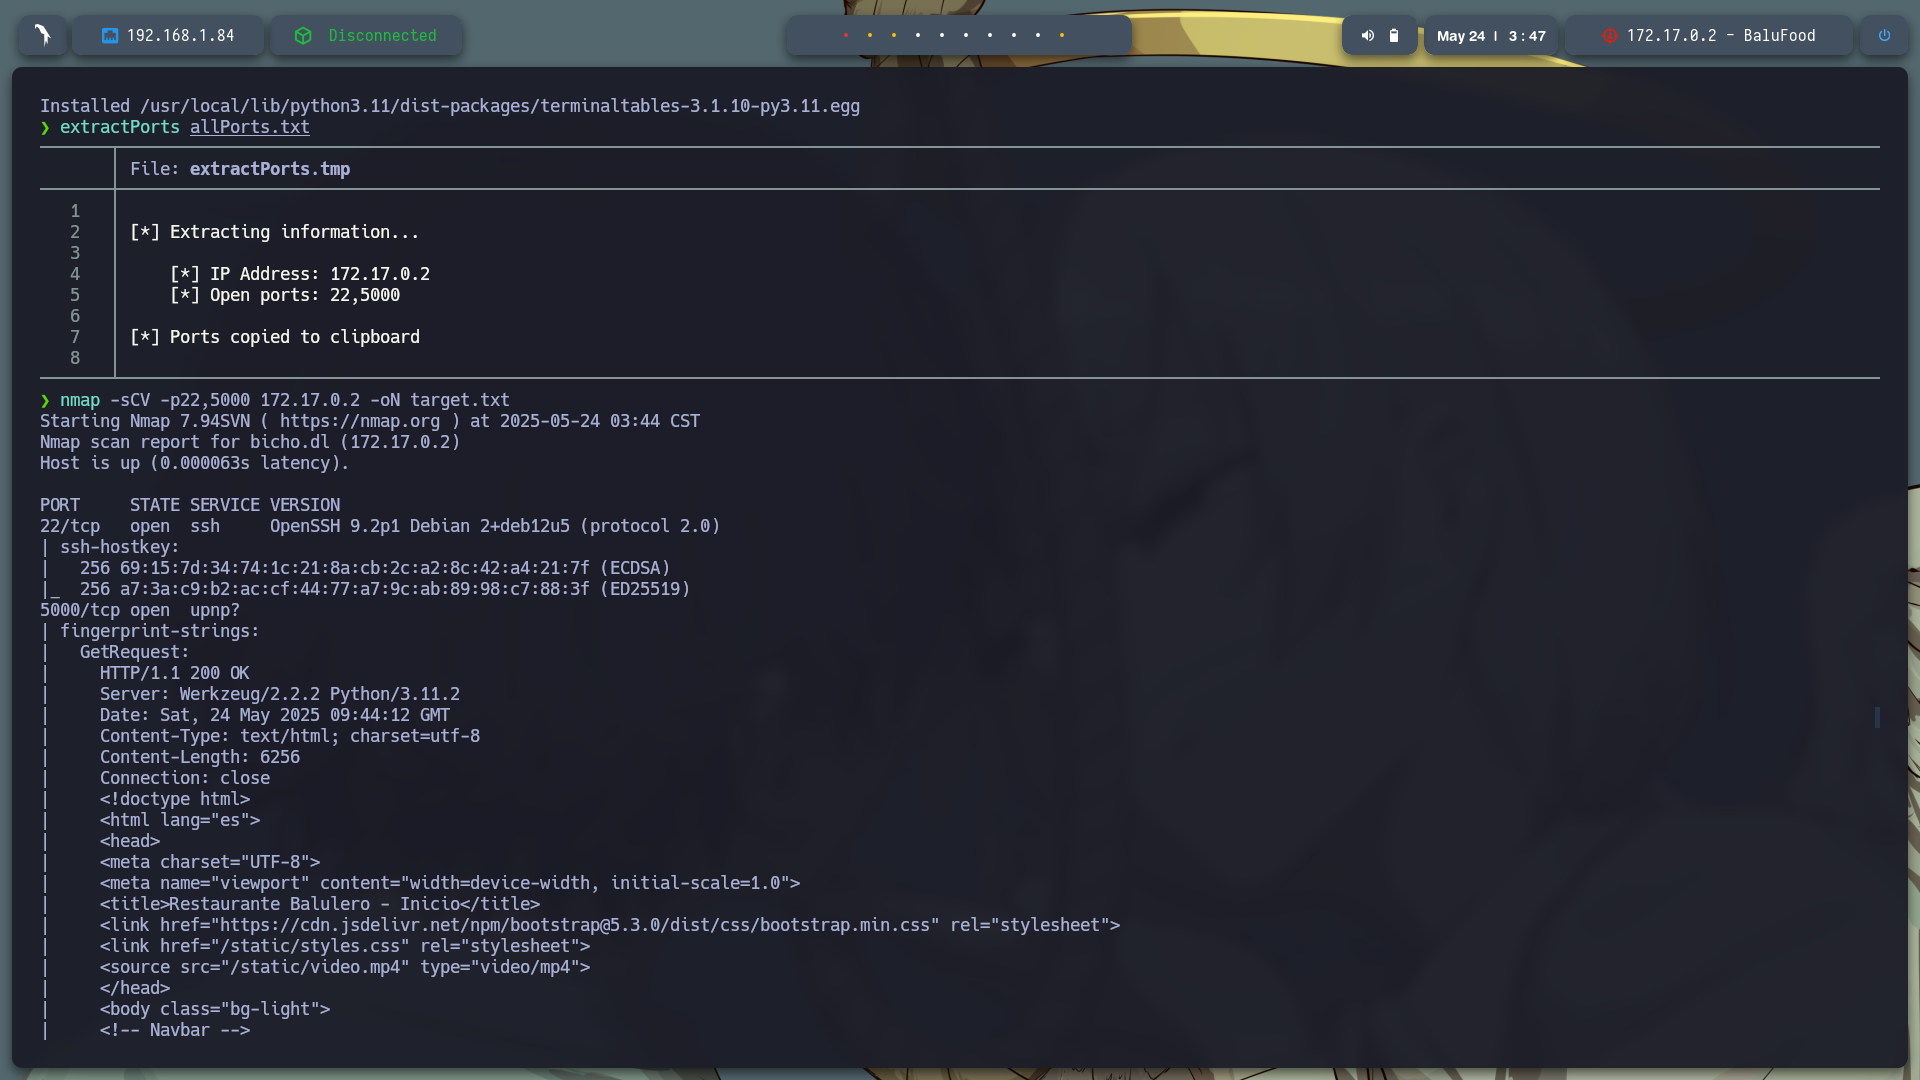 192.168.1.84
Disconnected
May 24 | 3 : 47
172.17.0.2 - BaluFood
Installed /usr/local/lib/python3.11/dist-packages/terminaltables-3.1.10-py3.11.egg
❯ extractPorts allPorts.txt
File: extractPorts.tmp
1
2 [*] Extracting information...
3
4 [*] IP Address: 172.17.0.2
5 [*] Open ports: 22,5000
6
7 [*] Ports copied to clipboard
8
❯ nmap -sCV -p22,5000 172.17.0.2 -oN target.txt
Starting Nmap 7.94SVN ( https://nmap.org ) at 2025-05-24 03:44 CST
Nmap scan report for bicho.dl (172.17.0.2)
Host is up (0.000063s latency).
PORT     STATE SERVICE VERSION
22/tcp   open  ssh     OpenSSH 9.2p1 Debian 2+deb12u5 (protocol 2.0)
| ssh-hostkey:
|   256 69:15:7d:34:74:1c:21:8a:cb:2c:a2:8c:42:a4:21:7f (ECDSA)
|_  256 a7:3a:c9:b2:ac:cf:44:77:a7:9c:ab:89:98:c7:88:3f (ED25519)
5000/tcp open  upnp?
| fingerprint-strings:
|   GetRequest:
|     HTTP/1.1 200 OK
|     Server: Werkzeug/2.2.2 Python/3.11.2
|     Date: Sat, 24 May 2025 09:44:12 GMT
|     Content-Type: text/html; charset=utf-8
|     Content-Length: 6256
|     Connection: close
|     <!doctype html>
|     <html lang="es">
|     <head>
|     <meta charset="UTF-8">
|     <meta name="viewport" content="width=device-width, initial-scale=1.0">
|     <title>Restaurante Balulero - Inicio</title>
|     <link href="https://cdn.jsdelivr.net/npm/bootstrap@5.3.0/dist/css/bootstrap.min.css" rel="stylesheet">
|     <link href="/static/styles.css" rel="stylesheet">
|     <source src="/static/video.mp4" type="video/mp4">
|     </head>
|     <body class="bg-light">
|     <!-- Navbar -->